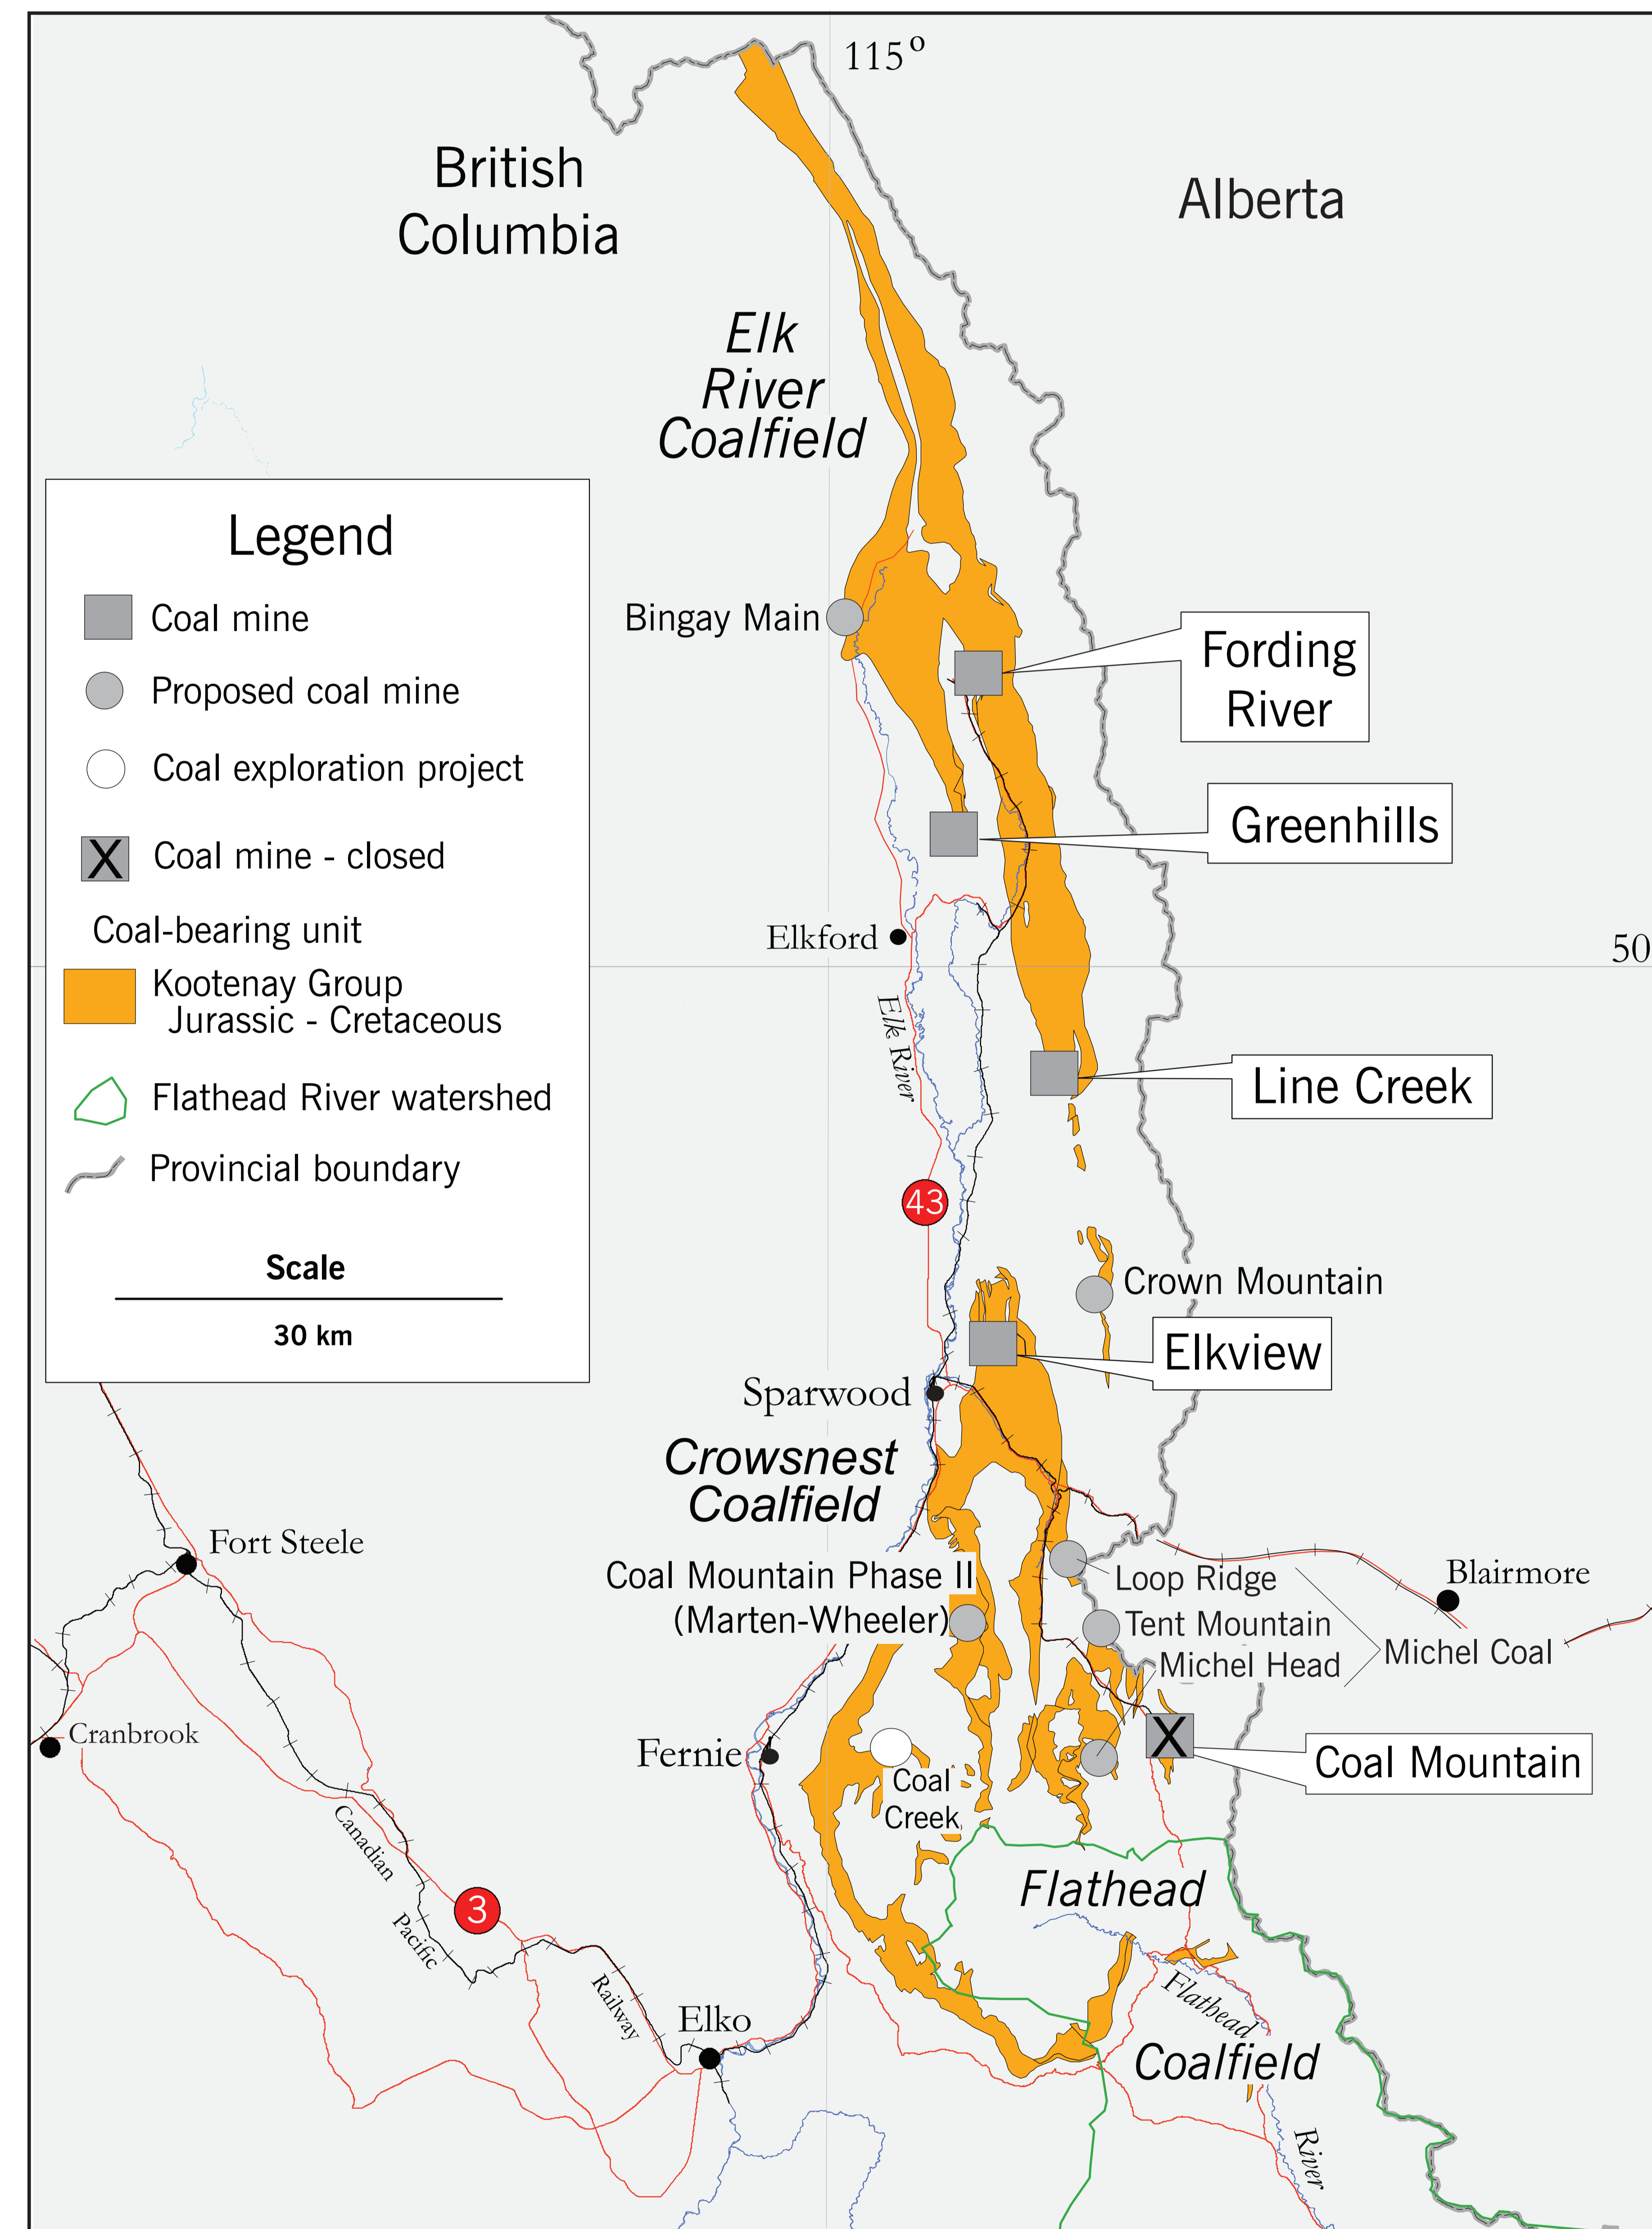 115°
British
Columbia
Alberta
Elk
River
Coalfield
Legend
Coal mine
Proposed coal mine
Coal exploration project
X
Coal mine - closed
Coal-bearing unit
Kootenay Group
Jurassic - Cretaceous
Flathead River watershed
Provincial boundary
Scale
30 km
Bingay Main
Fording
River
Greenhills
Elkford
50
Elk River
Line Creek
43
Crown Mountain
Elkview
Sparwood
Crowsnest
Coalfield
Fort Steele
Coal Mountain Phase II
(Marten-Wheeler)
Loop Ridge
Blairmore
Tent Mountain
Michel Head
Michel Coal
Cranbrook
Fernie
X
Coal Mountain
Coal
Creek
Canadian
Pacific
Railway
3
Flathead
Elko
Flathead
Coalfield
River